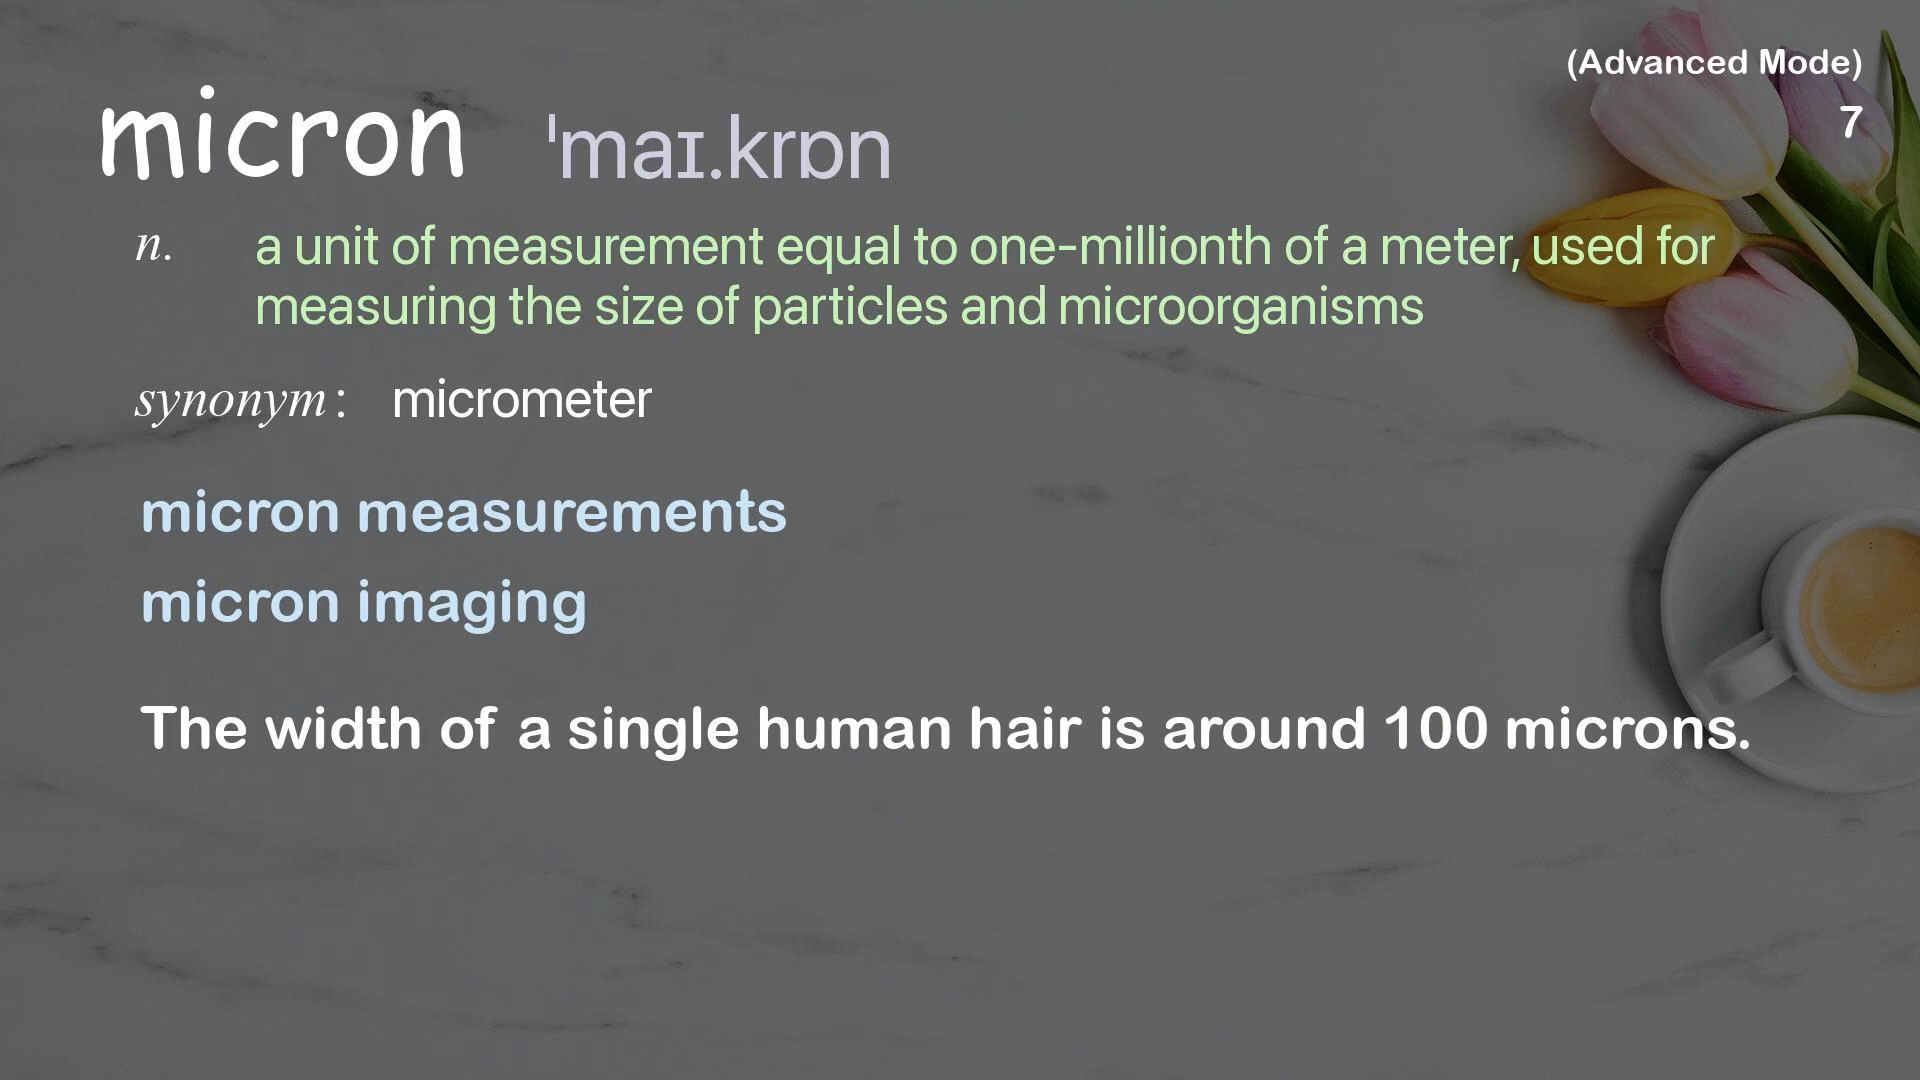 (Advanced Mode)
7
micron ˈmaɪ.krɒn
n. a unit of measurement equal to one-millionth of a meter, used for
measuring the size of particles and microorganisms
synonym: micrometer
micron measurements
micron imaging
The width of a single human hair is around 100 microns.